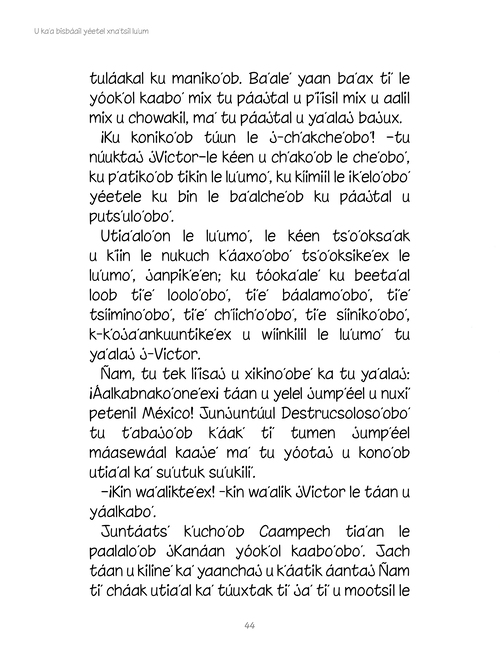 U ka'a bisbáail yéetel xna'tsil lu'um
tuláakal ku maniko'ob. Ba'ale' yaan ba'ax ti' le
yóok'ol kaabo' mix tu páajtal u p'íisil mix u aalil
mix u chowakil, ma' tu páajtal u ya'alaj bajux.
¡Ku koniko'ob túun le j-ch'akche'obo'! –tu
núuktaj jVictor–le kéen u ch'ako'ob le che'obo',
ku p'atiko'ob tikin le lu'umo', ku kíimiil le ik'elo'obo'
yéetele ku bin le ba'alche'ob ku páajtal u
puts'ulo'obo'.
Utia'alo'on le lu'umo', le kéen ts'o'oksa'ak
u k'iin le nukuch k'áaxo'obo' ts'o'oksike'ex le
lu'umo', janpik'e'en; ku tóoka'ale' ku beeta'al
loob ti'e' loolo'obo', ti'e' báalamo'obo', ti'e'
tsíimino'obo', ti'e' ch'iich'o'obo', ti'e síiniko'obo',
k-k'oja'ankuuntike'ex u wíinkilil le lu'umo' tu
ya'alaj j-Victor.
Ñam, tu tek líisaj u xikino'obe' ka tu ya'alaj:
¡Áalkabnako'one'ex¡ táan u yelel jump'éel u nuxi'
petenil México! Junjuntúul Destrucsoloso'obo'
tu t'abajo'ob k'áak' ti' tumen jump'éel
máasewáal kaaje' ma' tu yóotaj u kono'ob
utia'al ka' su'utuk su'ukili'.
–¡Kin wa'alikte'ex! -kin wa'alik jVictor le táan u
yáalkabo'.
Juntáats' k'ucho'ob Caampech tia'an le
paalalo'ob jKanáan yóok'ol kaabo'obo'. Jach
táan u kiline' ka' yaanchaj u k'áatik áantaj Ñam
ti' cháak utia'al ka' túuxtak ti' ja' ti' u mootsil le
44